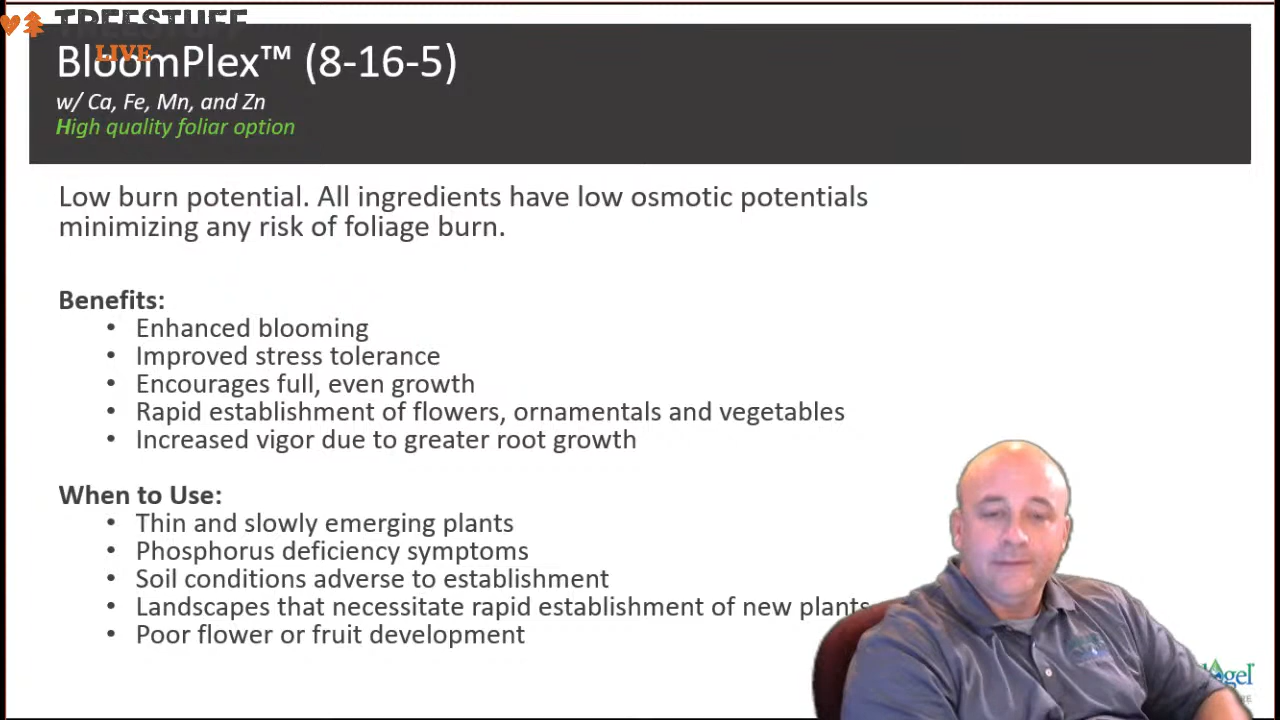 TREESTUFF
LIVE
BloomPlex™ (8-16-5)
w/ Ca, Fe, Mn, and Zn
High quality foliar option
Low burn potential. All ingredients have low osmotic potentials
minimizing any risk of foliage burn.
Benefits:
• Enhanced blooming
• Improved stress tolerance
• Encourages full, even growth
• Rapid establishment of flowers, ornamentals and vegetables
• Increased vigor due to greater root growth
When to Use:
• Thin and slowly emerging plants
• Phosphorus deficiency symptoms
• Soil conditions adverse to establishment
• Landscapes that necessitate rapid establishment of new plants
• Poor flower or fruit development